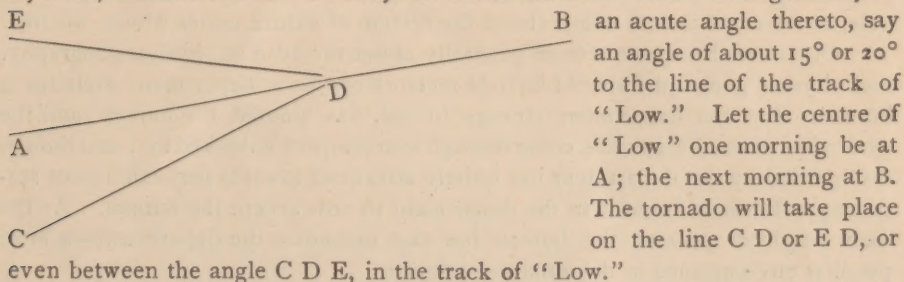 E B an acute angle thereto, say
an angle of about 15° or 20°
D to the line of the track of
"Low." Let the centre of
A "Low" one morning be at
A; the next morning at B.
The tornado will take place
C on the line C D or E D, or
even between the angle C D E, in the track of "Low."